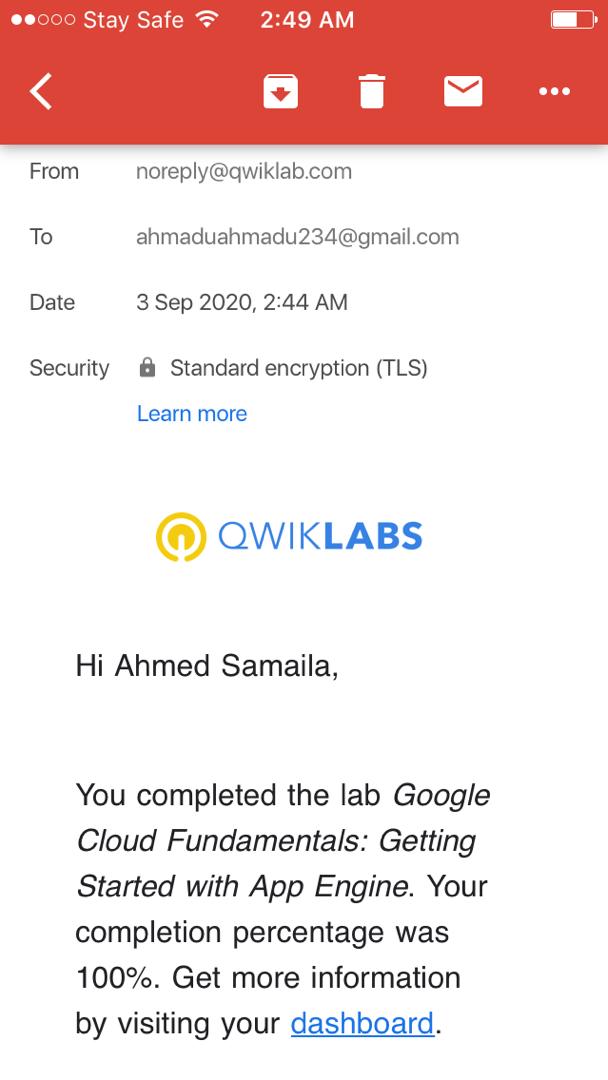 Stay Safe 2:49 AM
From noreply@qwiklab.com
To ahmaduahmadu234@gmail.com
Date 3 Sep 2020, 2:44 AM
Security Standard encryption (TLS)
Learn more
QWIKLABS
Hi Ahmed Samaila,
You completed the lab Google
Cloud Fundamentals: Getting
Started with App Engine. Your
completion percentage was
100%. Get more information
by visiting your dashboard.